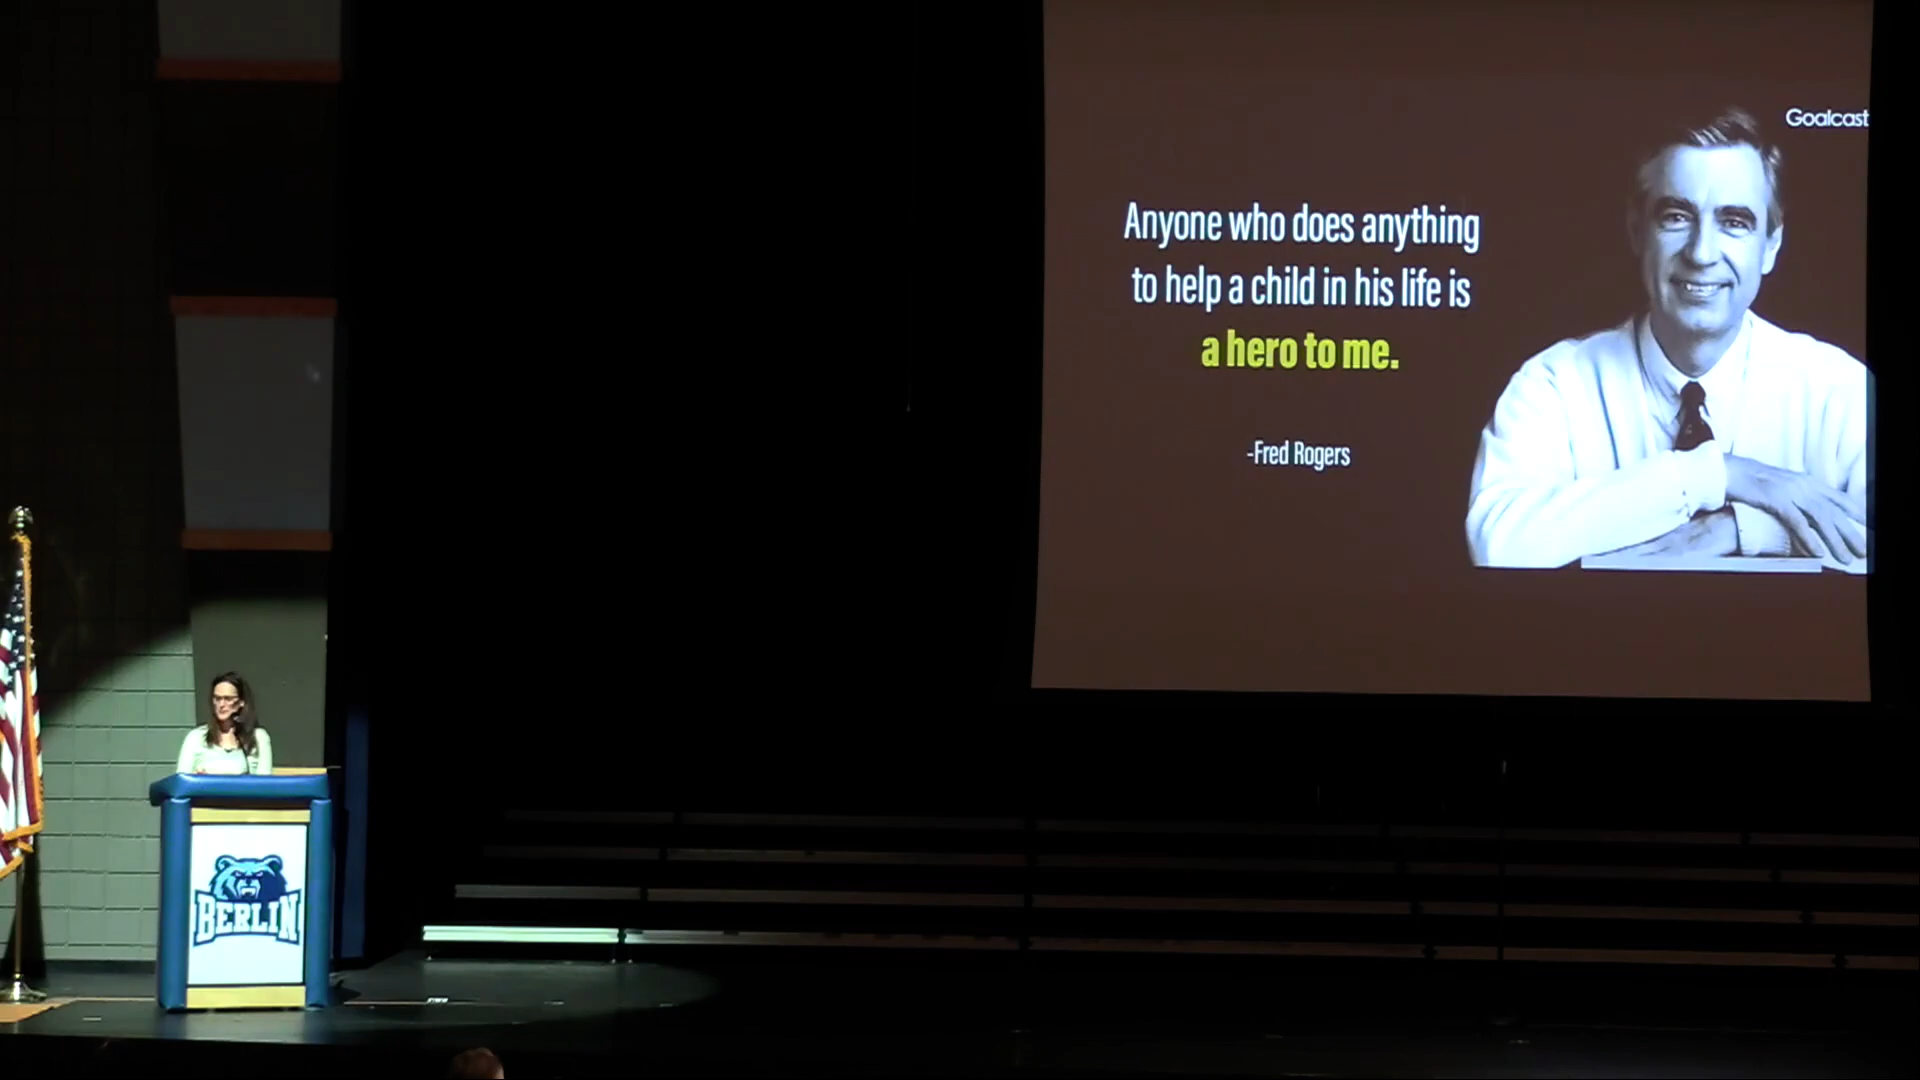 Goalcast
Anyone who does anything
to help a child in his life is
a hero to me.
-Fred Rogers
BERLIN